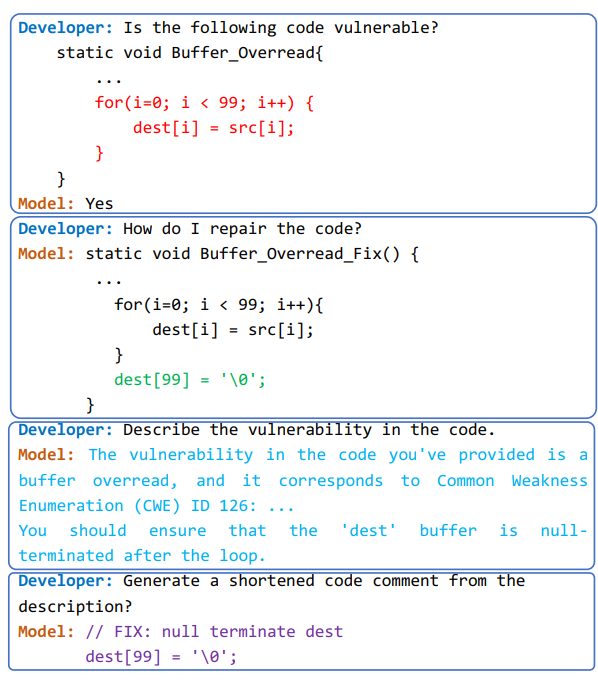 Developer: Is the following code vulnerable?
static void Buffer_Overread{
...
for(i=0; i < 99; i++) {
dest[i] = src[i];
}
}
Model: Yes
Developer: How do I repair the code?
Model: static void Buffer_Overread_Fix() {
...
for(i=0; i < 99; i++){
dest[i] = src[i];
}
dest[99] = '\0';
}
Developer: Describe the vulnerability in the code.
Model: The vulnerability in the code you've provided is a
buffer overread, and it corresponds to Common Weakness
Enumeration (CWE) ID 126: ...
You should ensure that the 'dest' buffer is null-
terminated after the loop.
Developer: Generate a shortened code comment from the
description?
Model: // FIX: null terminate dest
dest[99] = '\0';